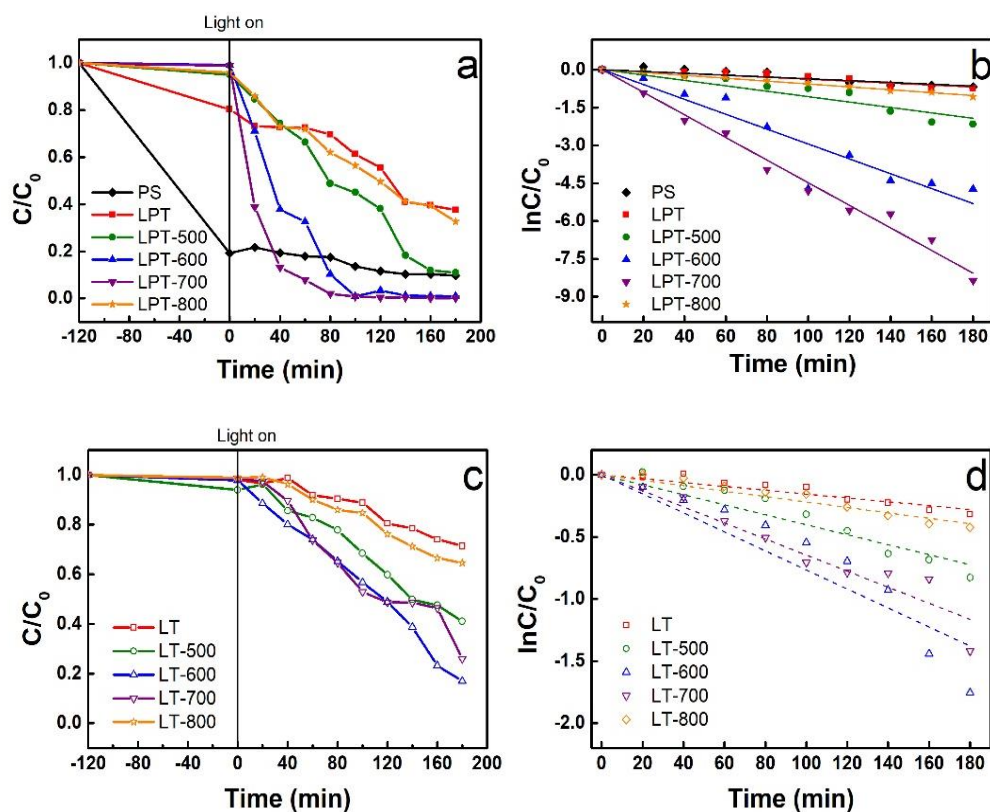 Light on
a
C/C0
1.0
0.8
0.6
0.4
0.2
0.0
PS
LPT
LPT-500
LPT-600
LPT-700
LPT-800
-120 -80 -40 0 40 80 120 160 200
Time (min)
b
lnC/C0
0.0
-1.5
-3.0
-4.5
-6.0
-7.5
-9.0
PS
LPT
LPT-500
LPT-600
LPT-700
LPT-800
0 20 40 60 80 100 120 140 160 180
Time (min)
Light on
c
C/C0
1.0
0.8
0.6
0.4
0.2
0.0
LT
LT-500
LT-600
LT-700
LT-800
-120 -80 -40 0 40 80 120 160 200
Time (min)
d
lnC/C0
0.0
-0.5
-1.0
-1.5
-2.0
LT
LT-500
LT-600
LT-700
LT-800
0 20 40 60 80 100 120 140 160 180
Time (min)